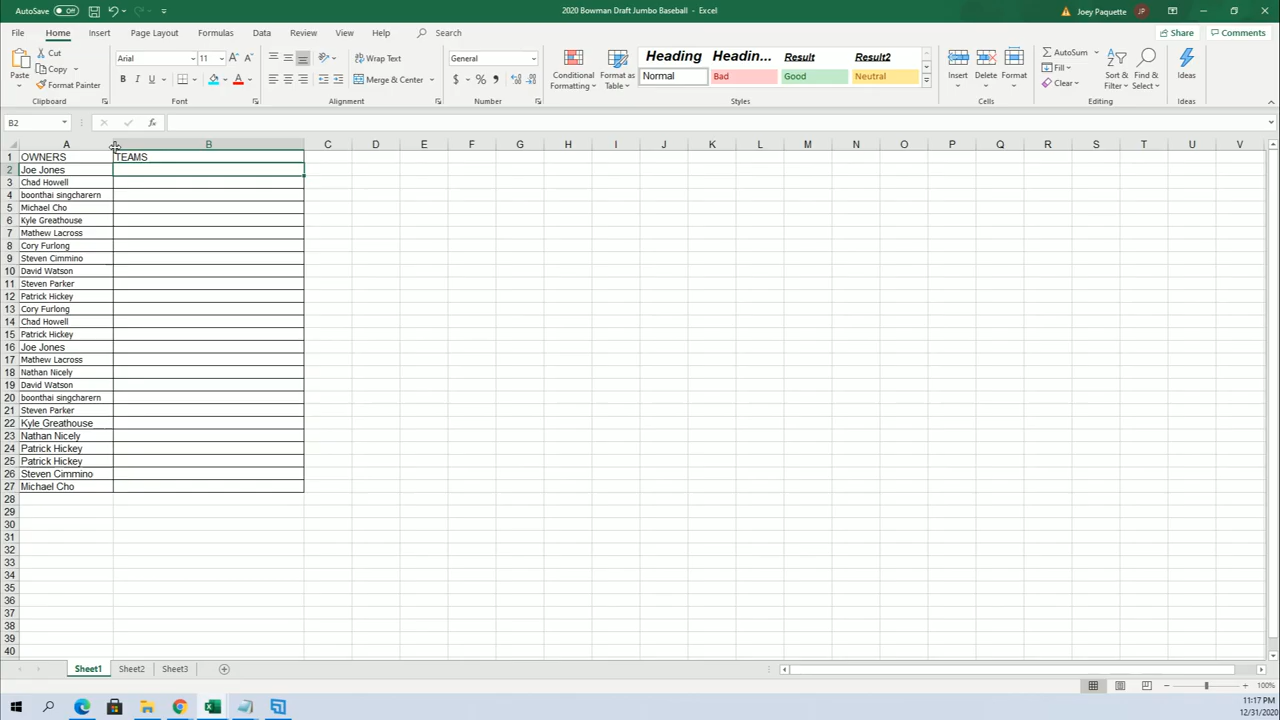 AutoSave Off 2020 Bowman Draft Jumbo Baseball - Excel Joey Paquette JP
File Home Insert Page Layout Formulas Data Review View Help Search Share Comments
Paste Cut Copy Format Painter Arial 11 Wrap Text Merge & Center General Conditional Formatting Format as Table Heading Headin... Result Result2 Normal Bad Good Neutral Insert Delete Format AutoSum Fill Clear Sort & Filter Find & Select Ideas
Clipboard Font Alignment Number Styles Cells Editing Ideas
B2 fx
A B C D E F G H I J K L M N O P Q R S T U V
1 OWNERS TEAMS
2 Joe Jones
3 Chad Howell
4 boonthai singcharern
5 Michael Cho
6 Kyle Greathouse
7 Mathew Lacross
8 Cory Furlong
9 Steven Cimmino
10 David Watson
11 Steven Parker
12 Patrick Hickey
13 Cory Furlong
14 Chad Howell
15 Patrick Hickey
16 Joe Jones
17 Mathew Lacross
18 Nathan Nicely
19 David Watson
20 boonthai singcharern
21 Steven Parker
22 Kyle Greathouse
23 Nathan Nicely
24 Patrick Hickey
25 Patrick Hickey
26 Steven Cimmino
27 Michael Cho
28
29
30
31
32
33
34
35
36
37
38
39
40
Sheet1 Sheet2 Sheet3
100%
11:17 PM
12/31/2020